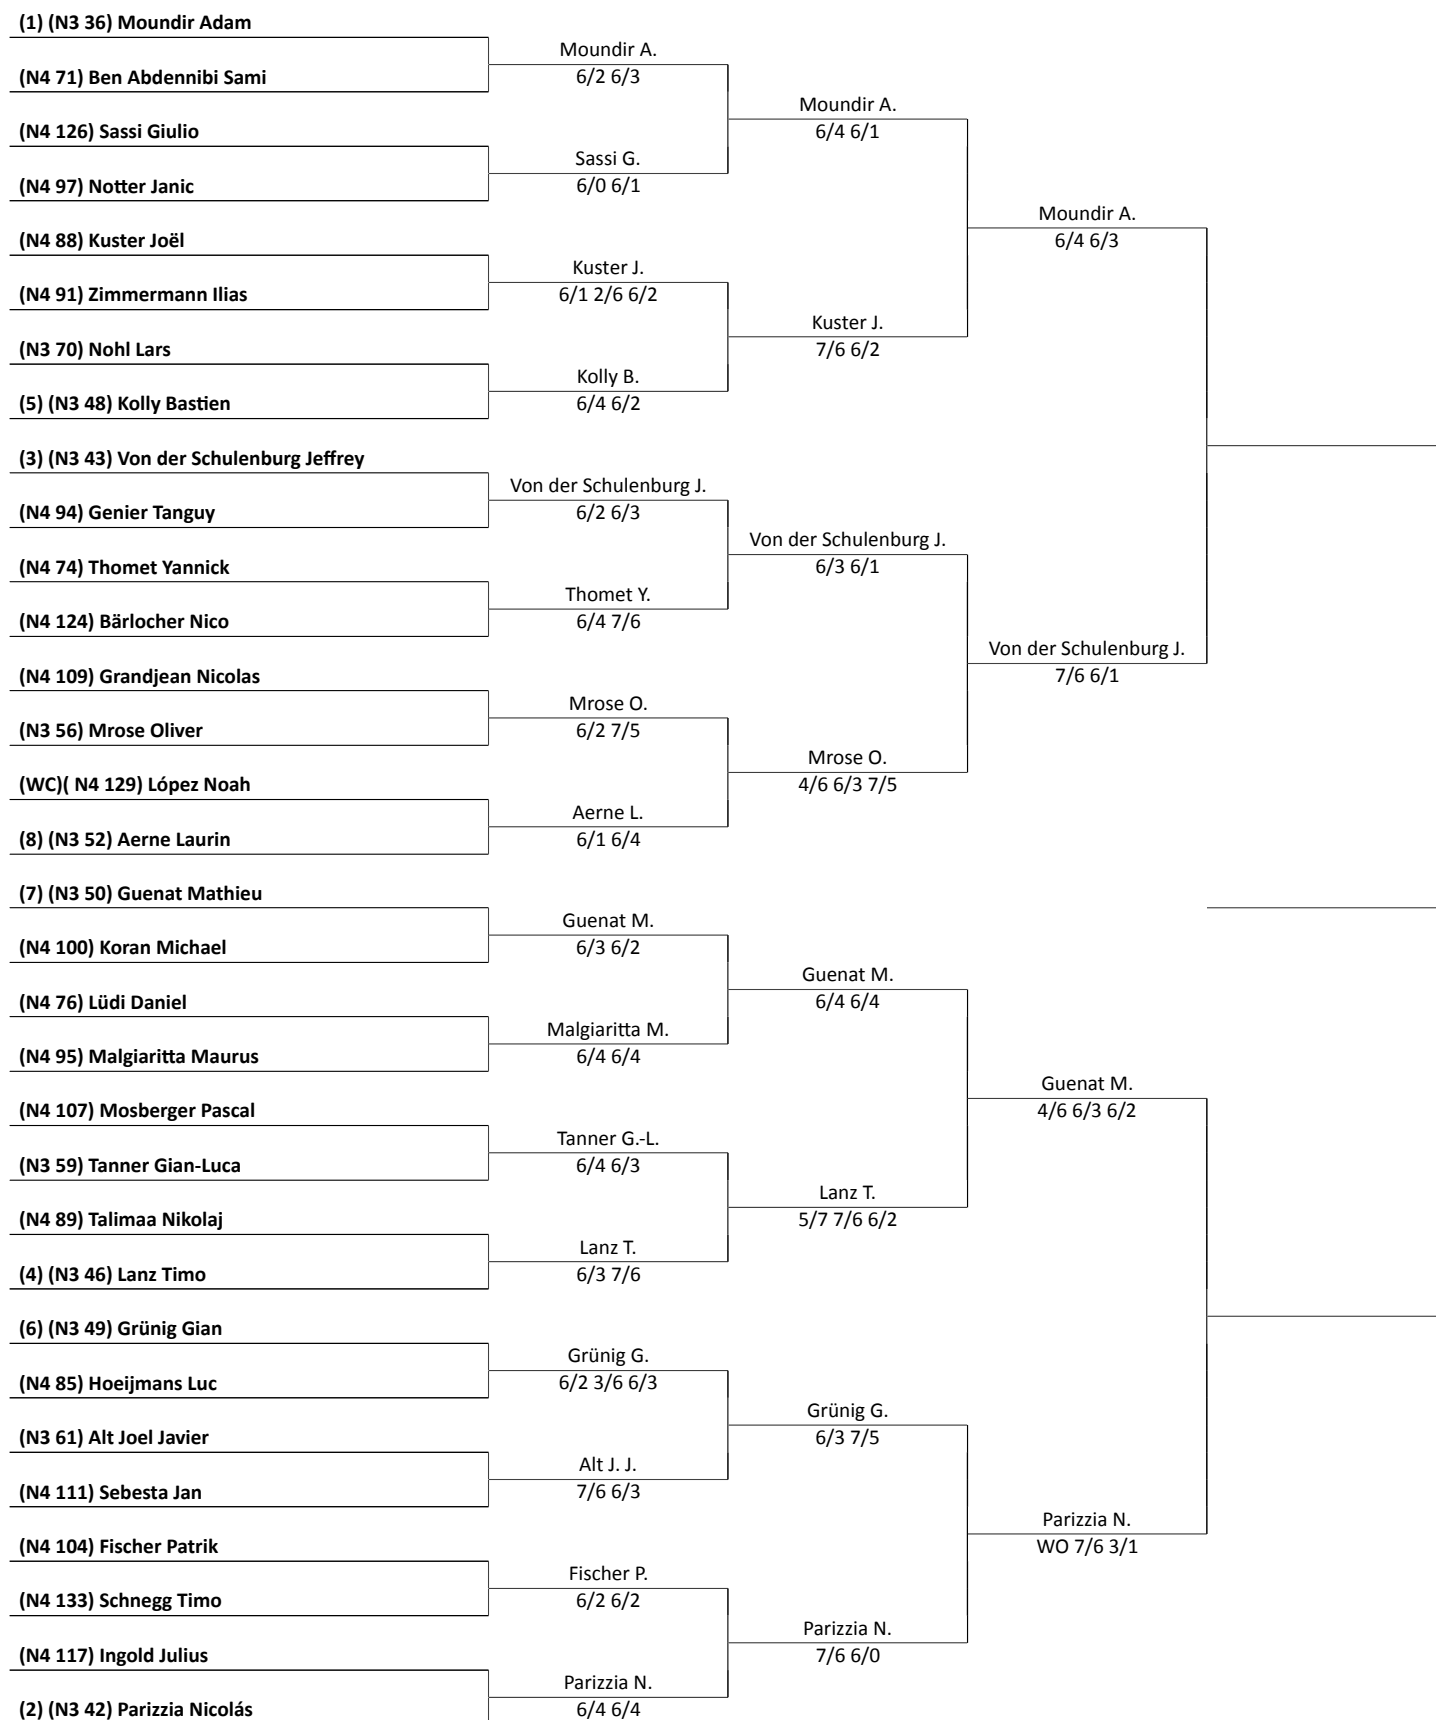 (1) (N3 36) Moundir Adam
Moundir A.
(N4 71) Ben Abdennibi Sami
6/2 6/3
Moundir A.
(N4 126) Sassi Giulio
6/4 6/1
Sassi G.
(N4 97) Notter Janic
6/0 6/1
Moundir A.
(N4 88) Kuster Joël
6/4 6/3
Kuster J.
(N4 91) Zimmermann Ilias
6/1 2/6 6/2
Kuster J.
(N3 70) Nohl Lars
7/6 6/2
Kolly B.
(5) (N3 48) Kolly Bastien
6/4 6/2
(3) (N3 43) Von der Schulenburg Jeffrey
Von der Schulenburg J.
(N4 94) Genier Tanguy
6/2 6/3
Von der Schulenburg J.
(N4 74) Thomet Yannick
6/3 6/1
Thomet Y.
(N4 124) Bärlocher Nico
6/4 7/6
Von der Schulenburg J.
(N4 109) Grandjean Nicolas
7/6 6/1
Mrose O.
(N3 56) Mrose Oliver
6/2 7/5
Mrose O.
(WC)( N4 129) López Noah
4/6 6/3 7/5
Aerne L.
(8) (N3 52) Aerne Laurin
6/1 6/4
(7) (N3 50) Guenat Mathieu
Guenat M.
(N4 100) Koran Michael
6/3 6/2
Guenat M.
(N4 76) Lüdi Daniel
6/4 6/4
Malgiaritta M.
(N4 95) Malgiaritta Maurus
6/4 6/4
Guenat M.
(N4 107) Mosberger Pascal
4/6 6/3 6/2
Tanner G.-L.
(N3 59) Tanner Gian-Luca
6/4 6/3
Lanz T.
(N4 89) Talimaa Nikolaj
5/7 7/6 6/2
Lanz T.
(4) (N3 46) Lanz Timo
6/3 7/6
(6) (N3 49) Grünig Gian
Grünig G.
(N4 85) Hoeijmans Luc
6/2 3/6 6/3
Grünig G.
(N3 61) Alt Joel Javier
6/3 7/5
Alt J. J.
(N4 111) Sebesta Jan
7/6 6/3
Parizzia N.
(N4 104) Fischer Patrik
WO 7/6 3/1
Fischer P.
(N4 133) Schnegg Timo
6/2 6/2
Parizzia N.
(N4 117) Ingold Julius
7/6 6/0
Parizzia N.
(2) (N3 42) Parizzia Nicolás
6/4 6/4